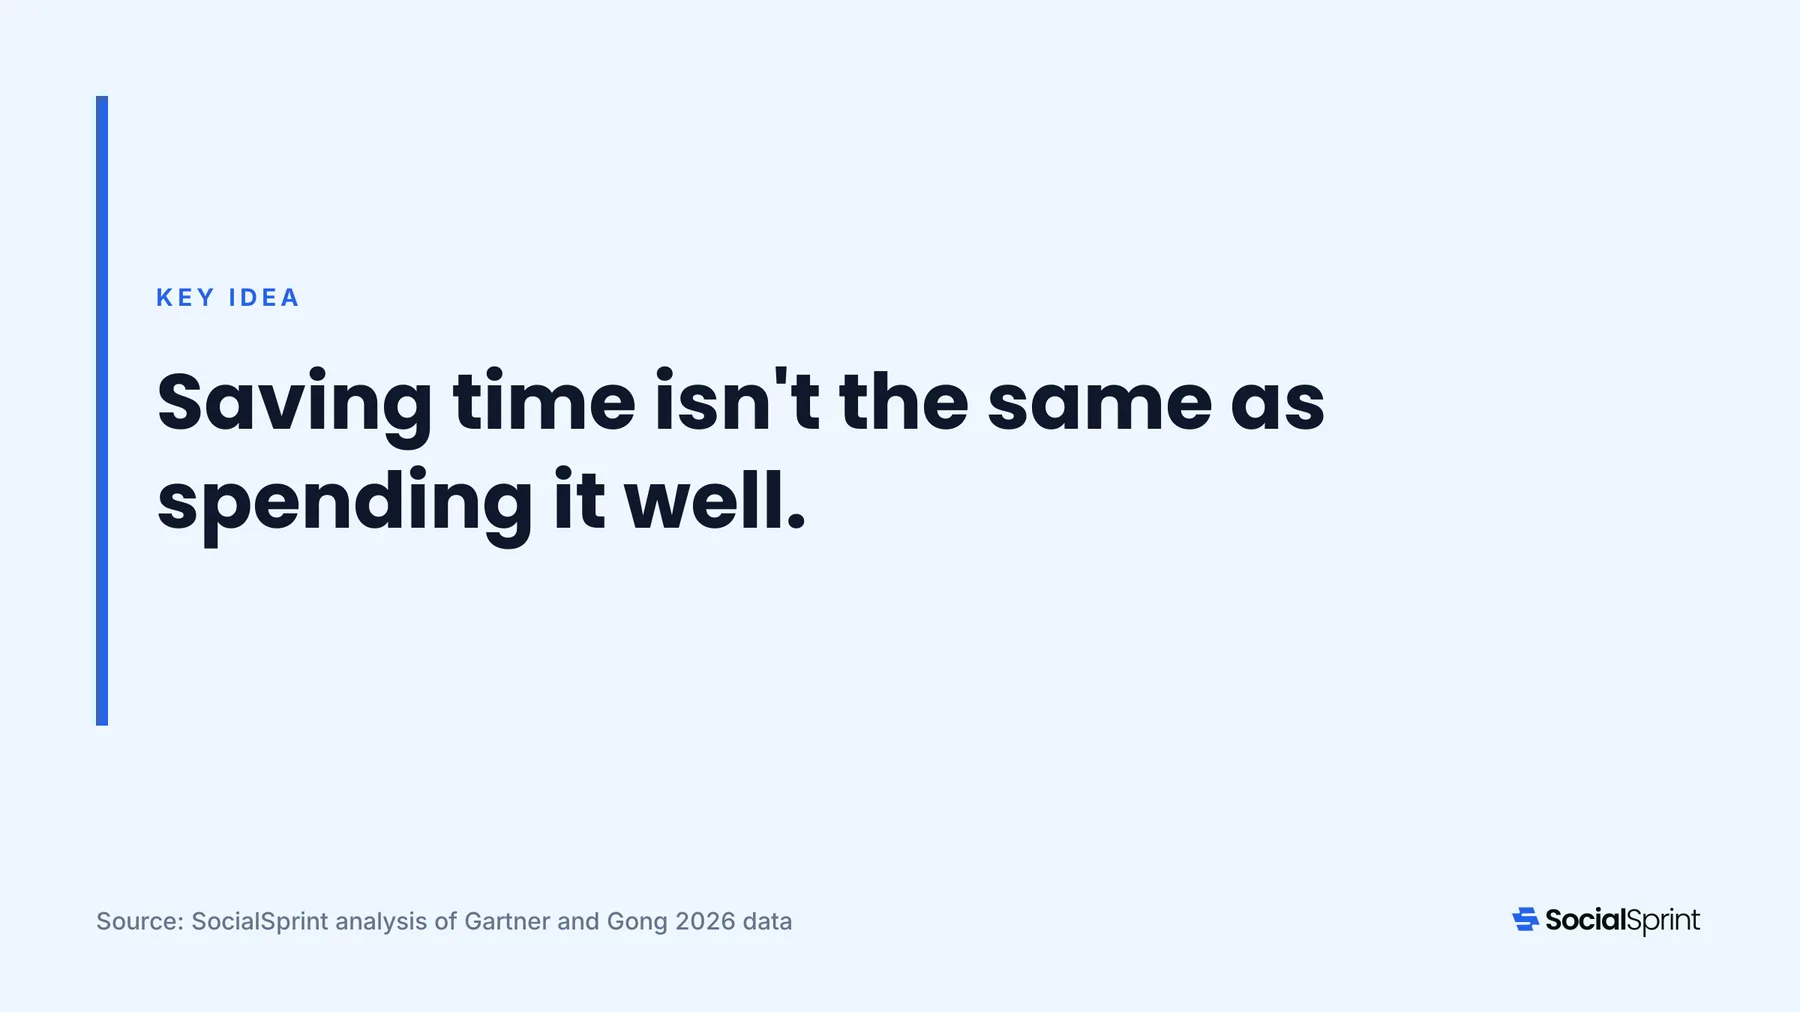 KEY IDEA
Saving time isn't the same as
spending it well.
Source: SocialSprint analysis of Gartner and Gong 2026 data
SocialSprint